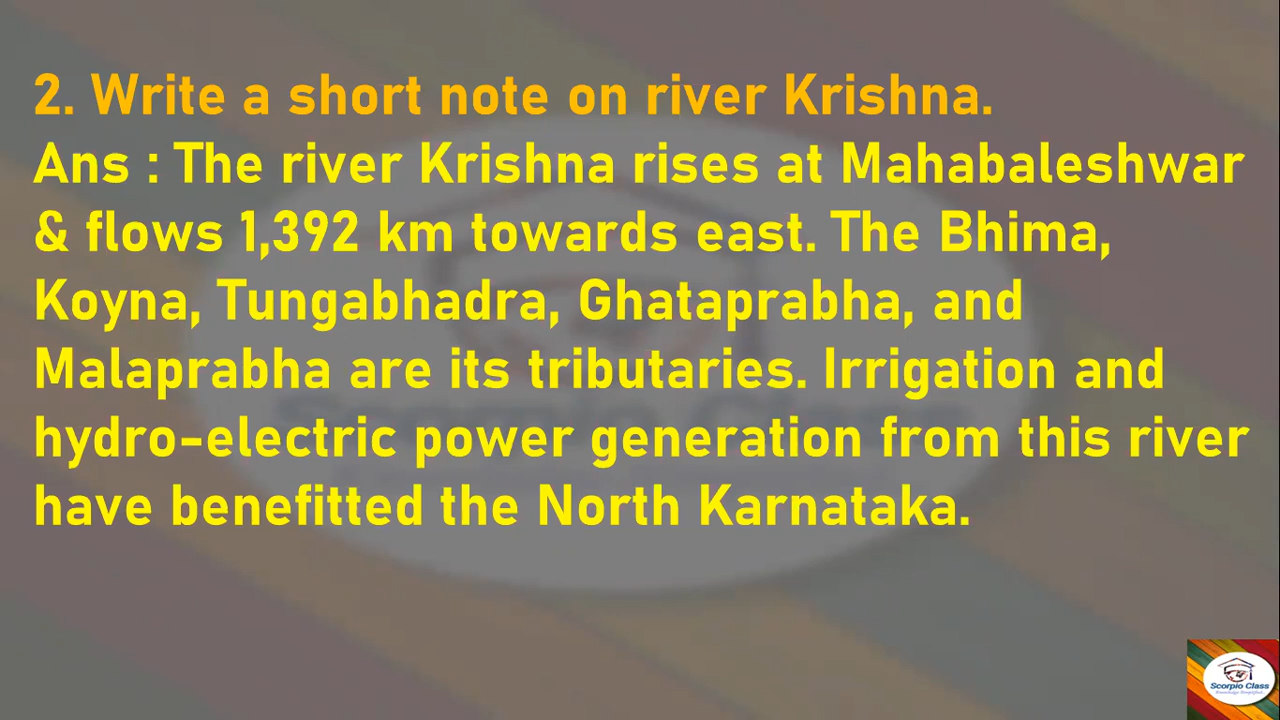 2. Write a short note on river Krishna.
Ans : The river Krishna rises at Mahabaleshwar
& flows 1,392 km towards east. The Bhima,
Koyna, Tungabhadra, Ghataprabha, and
Malaprabha are its tributaries. Irrigation and
hydro-electric power generation from this river
have benefitted the North Karnataka.
Scorpio Class